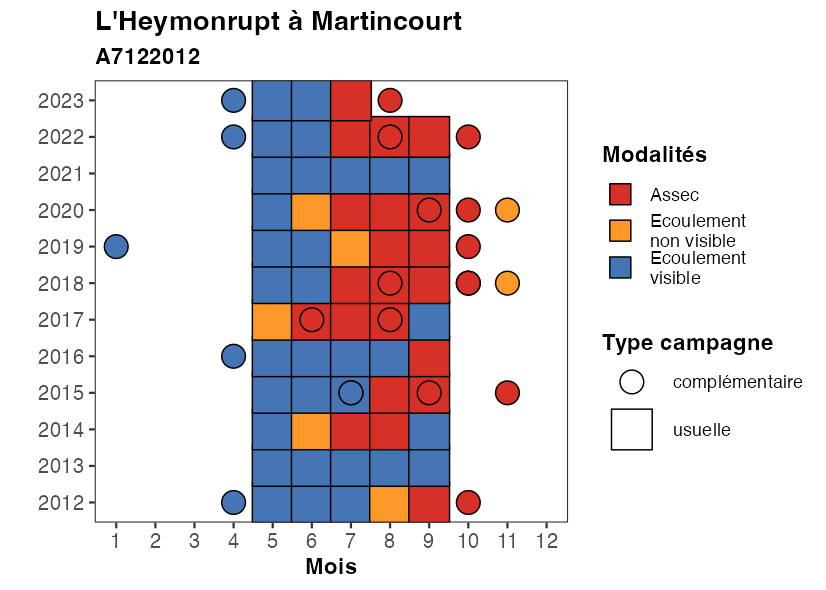 L'Heymonrupt à Martincourt
A7122012
2023
2022
2021
2020
2019
2018
2017
2016
2015
2014
2013
2012
1 2 3 4 5 6 7 8 9 10 11 12
Mois
Modalités
Assec
Ecoulement
non visible
Ecoulement
visible
Type campagne
complémentaire
usuelle